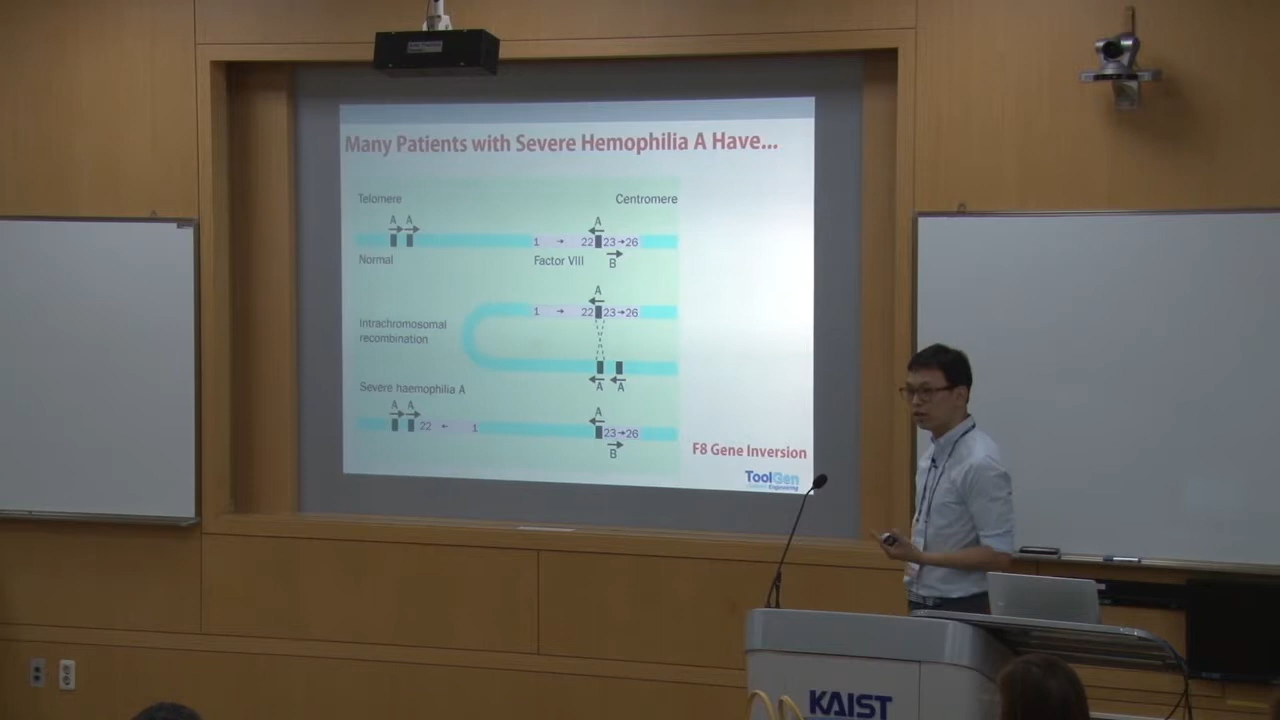 Many Patients with Severe Hemophilia A Have...
Telomere
Centromere
A A
A
1 → 22 23→26
Normal
Factor VIII
B
A
1 → 22 23→26
Intrachromosomal
recombination
A A
Severe haemophilia A
A A
A
22 ← 1
23→26
B
F8 Gene Inversion
ToolGen
KAIST